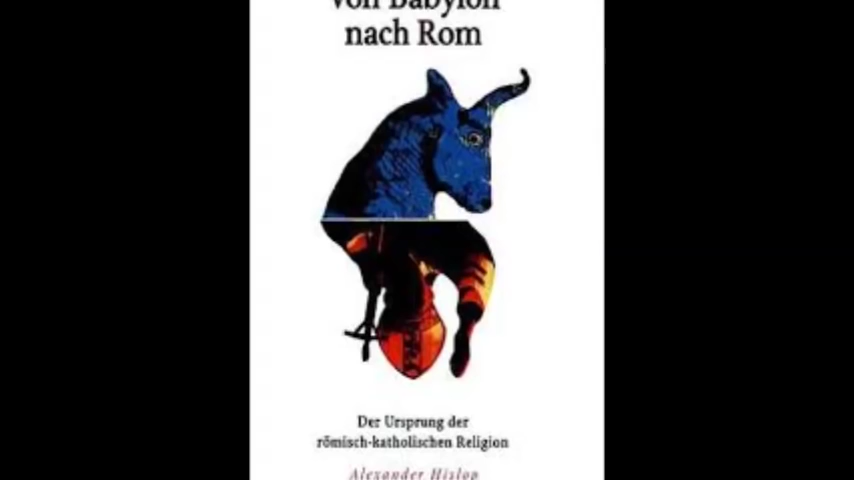 Von Babylon
nach Rom
Der Ursprung der
römisch-katholischen Religion
Alexander Hislop